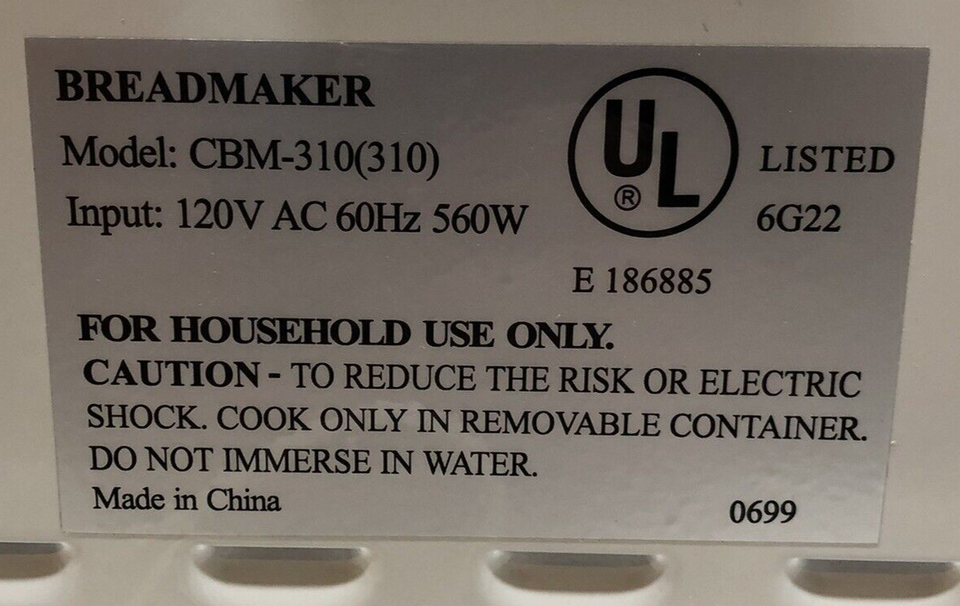 BREADMAKER
Model: CBM-310(310)
Input: 120V AC 60Hz 560W
UL ® LISTED
6G22
E 186885
FOR HOUSEHOLD USE ONLY.
CAUTION - TO REDUCE THE RISK OR ELECTRIC
SHOCK. COOK ONLY IN REMOVABLE CONTAINER.
DO NOT IMMERSE IN WATER.
Made in China
0699